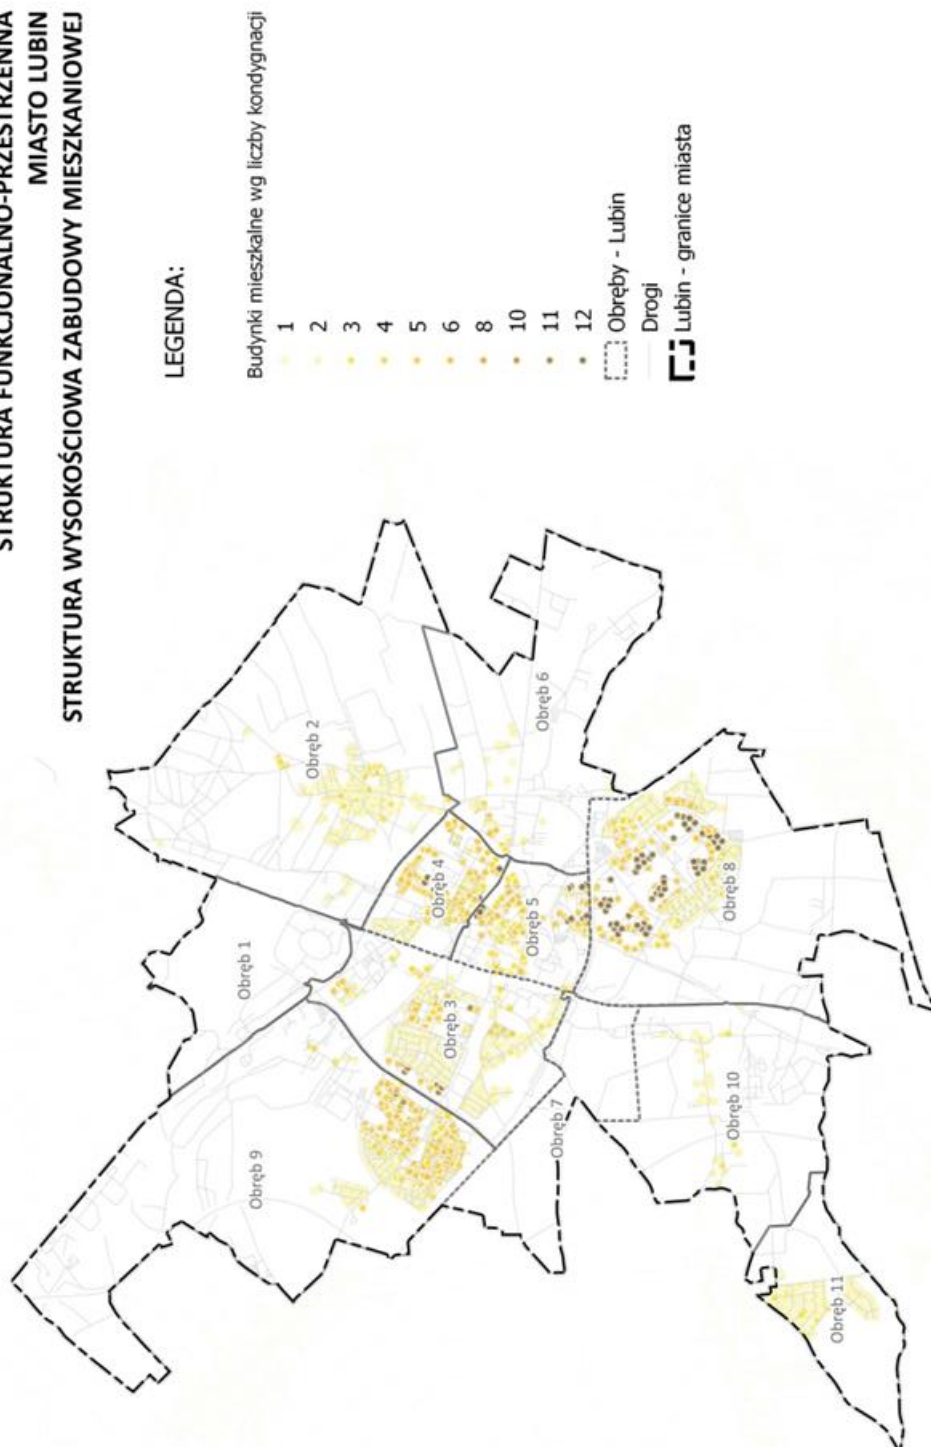 STRUKTURA FUNKCJONALNO-PRZESTRZENNA
MIASTO LUBIN
STRUKTURA WYSOKOŚCIOWA ZABUDOWY MIESZKANIOWEJ
LEGENDA:
Budynki mieszkalne wg liczby kondygnacji
1
2
3
4
5
6
8
10
11
12
Obręby - Lubin
Drogi
Lubin - granice miasta
Obręb 1
Obręb 2
Obręb 9
Obręb 3
Obręb 4
Obręb 5
Obręb 6
Obręb 7
Obręb 8
Obręb 10
Obręb 11